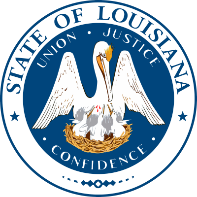 STATE OF LOUISIANA
UNION · JUSTICE
· CONFIDENCE ·